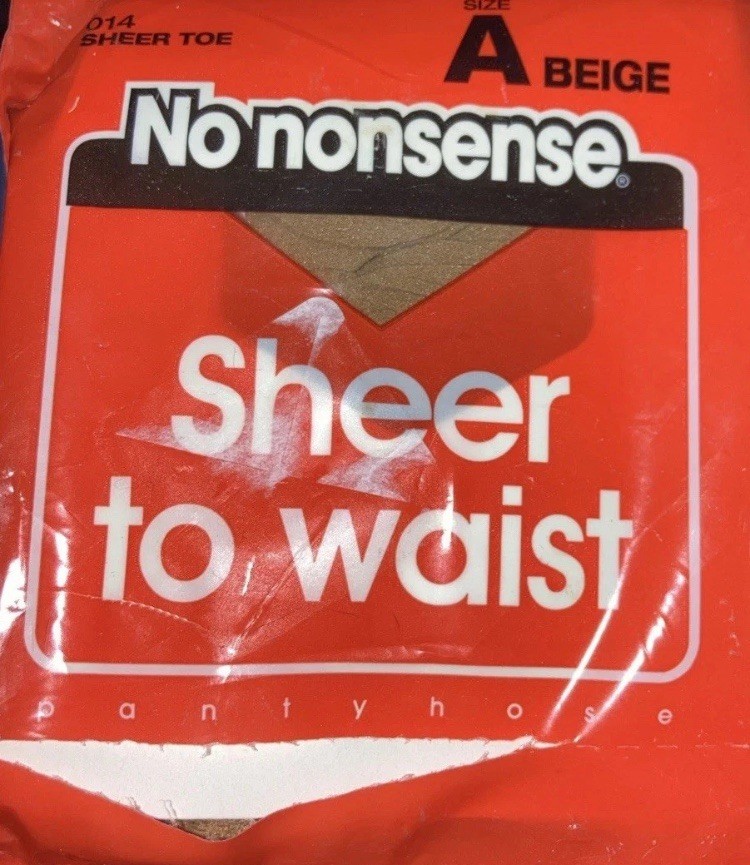 014
SHEER TOE
SIZE
A BEIGE
No nonsense®
Sheer
to waist
pantyhose